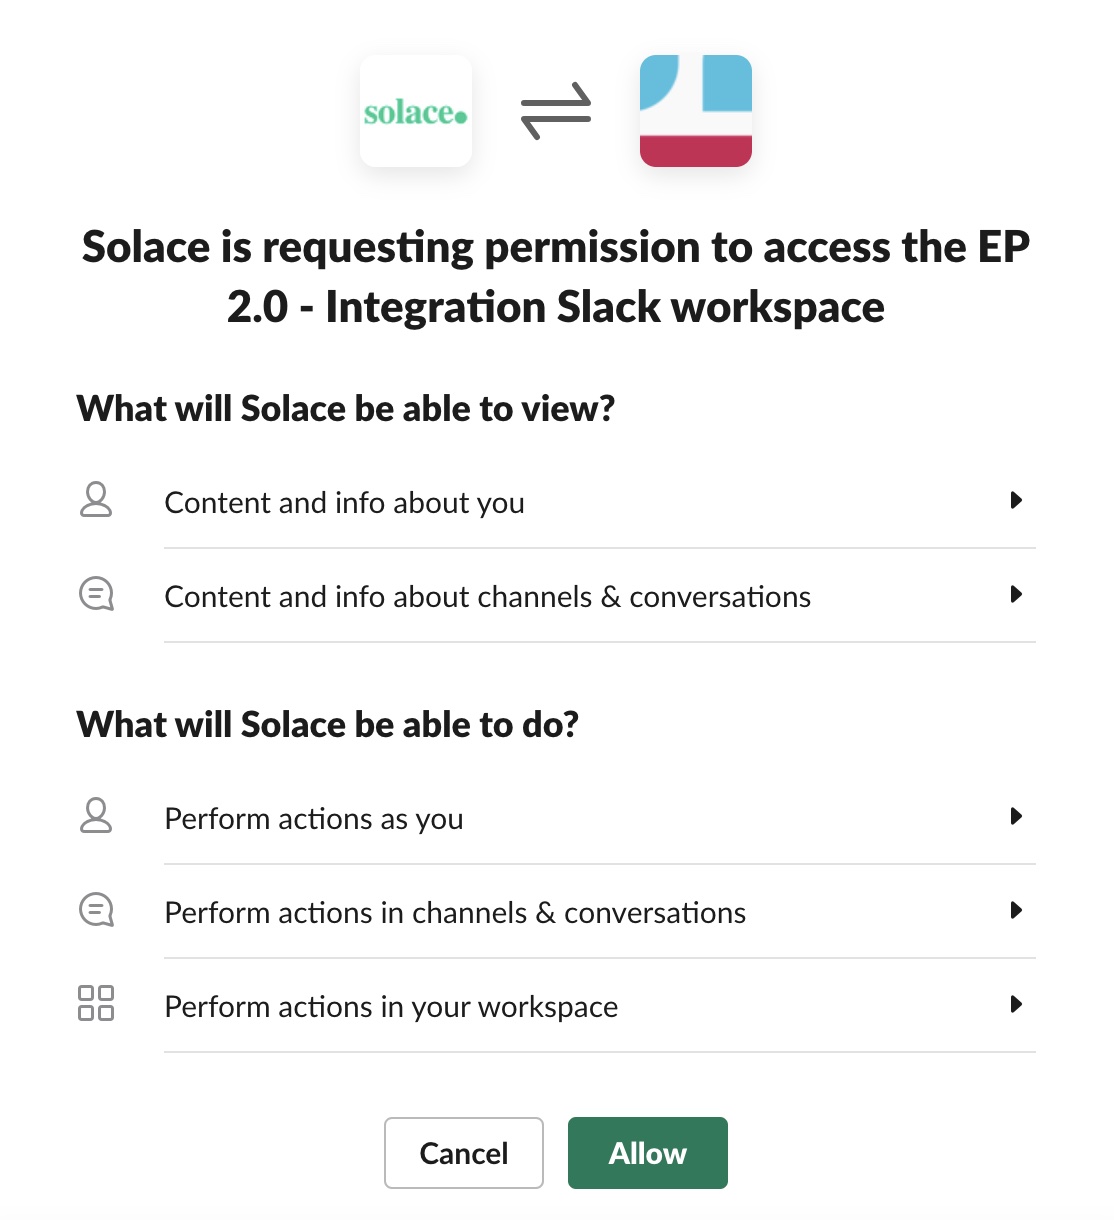 solace.
Solace is requesting permission to access the EP
2.0 - Integration Slack workspace
What will Solace be able to view?
Content and info about you
Content and info about channels & conversations
What will Solace be able to do?
Perform actions as you
Perform actions in channels & conversations
Perform actions in your workspace
Cancel
Allow